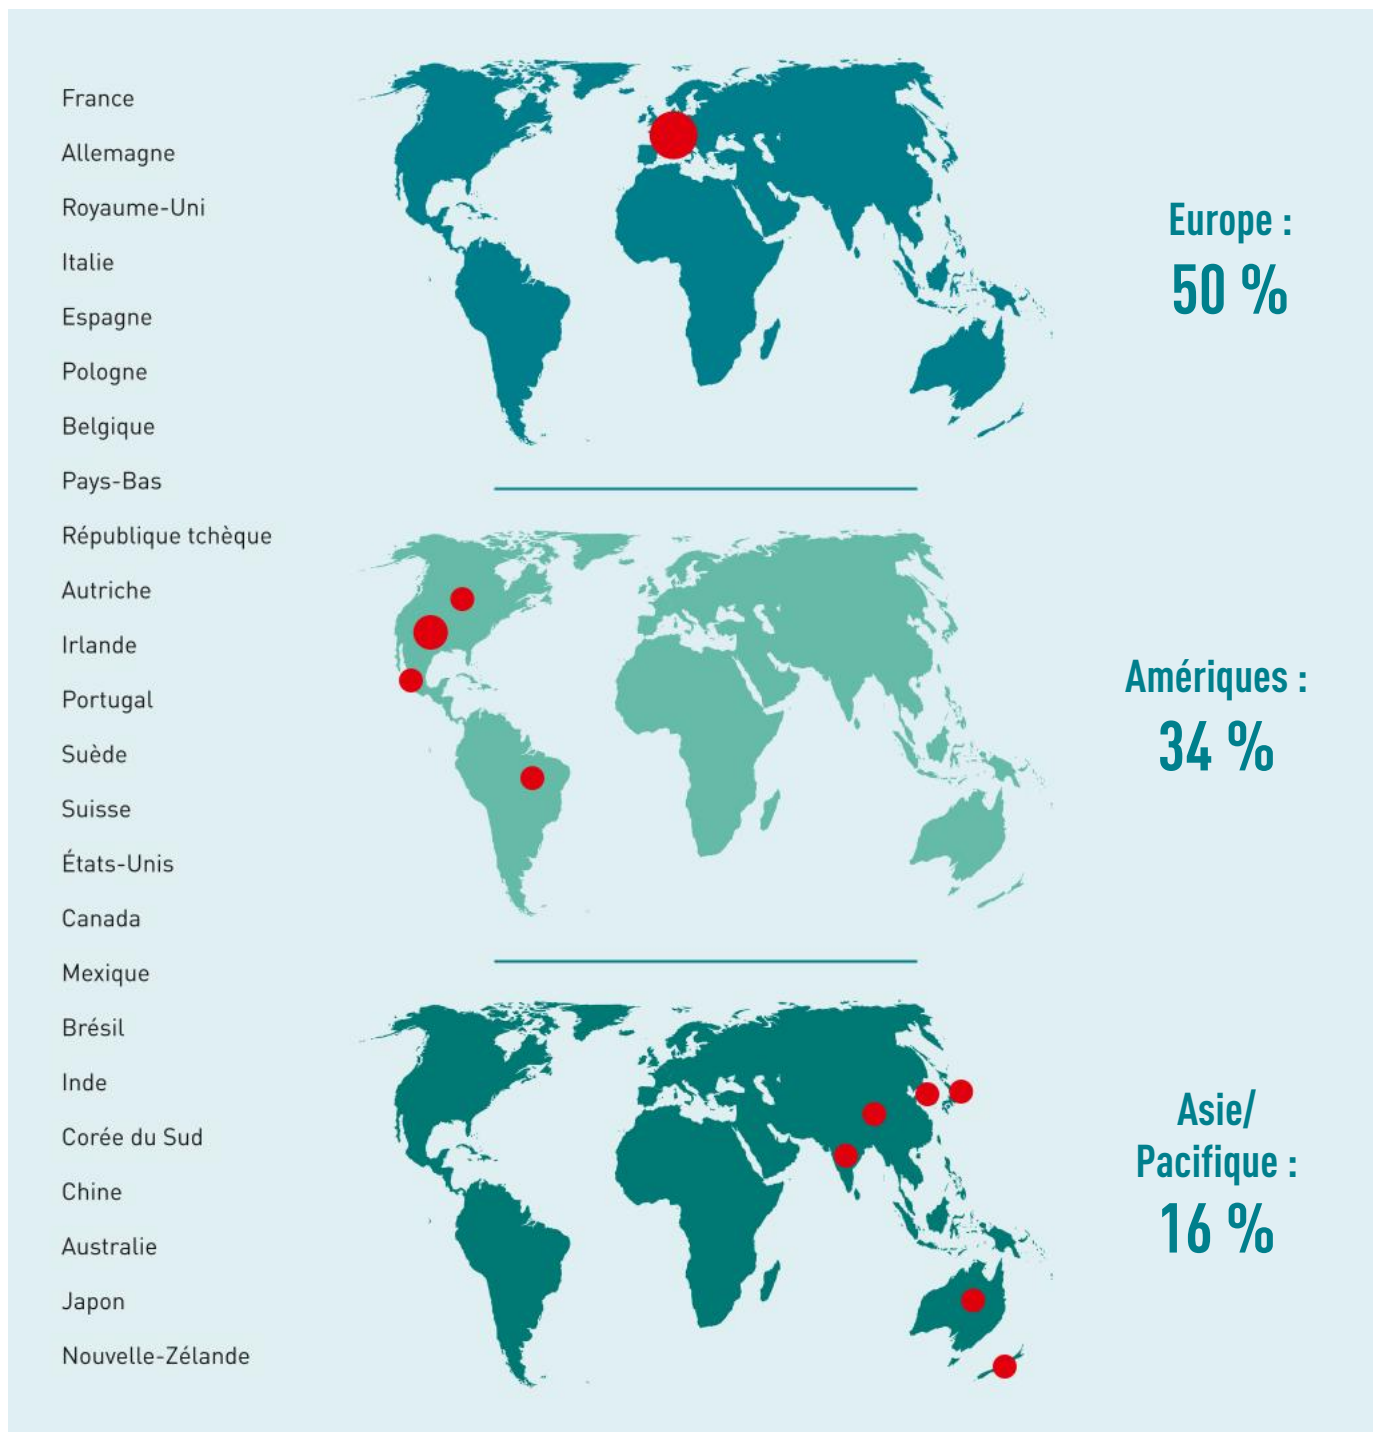 France
Allemagne
Royaume-Uni
Italie
Espagne
Pologne
Belgique
Pays-Bas
République tchèque
Autriche
Irlande
Portugal
Suède
Suisse
États-Unis
Canada
Mexique
Brésil
Inde
Corée du Sud
Chine
Australie
Japon
Nouvelle-Zélande
Europe :
50 %
Amériques :
34 %
Asie/
Pacifique :
16 %